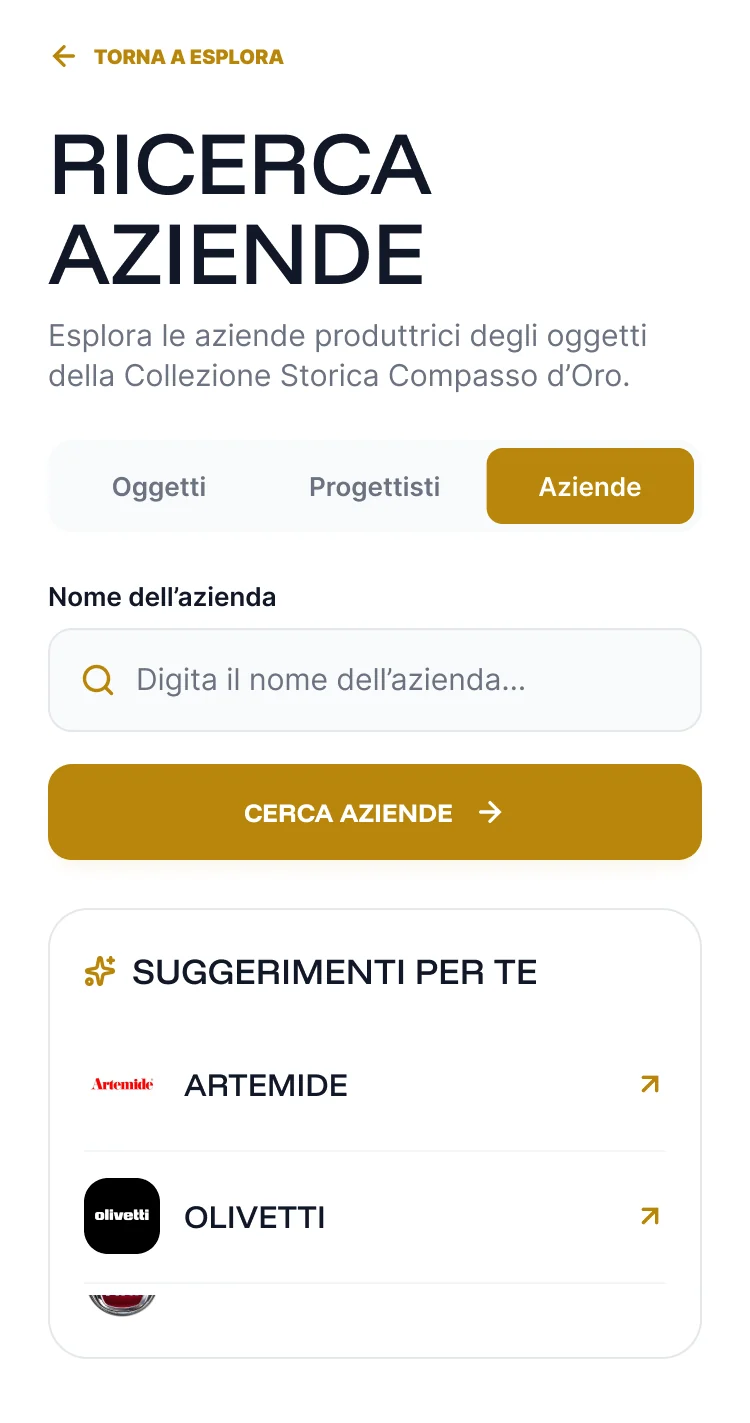 TORNA A ESPLORA
RICERCA
AZIENDE
Esplora le aziende produttrici degli oggetti
della Collezione Storica Compasso d’Oro.
Oggetti Progettisti Aziende
Nome dell’azienda
Digita il nome dell’azienda...
CERCA AZIENDE
SUGGERIMENTI PER TE
Artemide ARTEMIDE
olivetti OLIVETTI